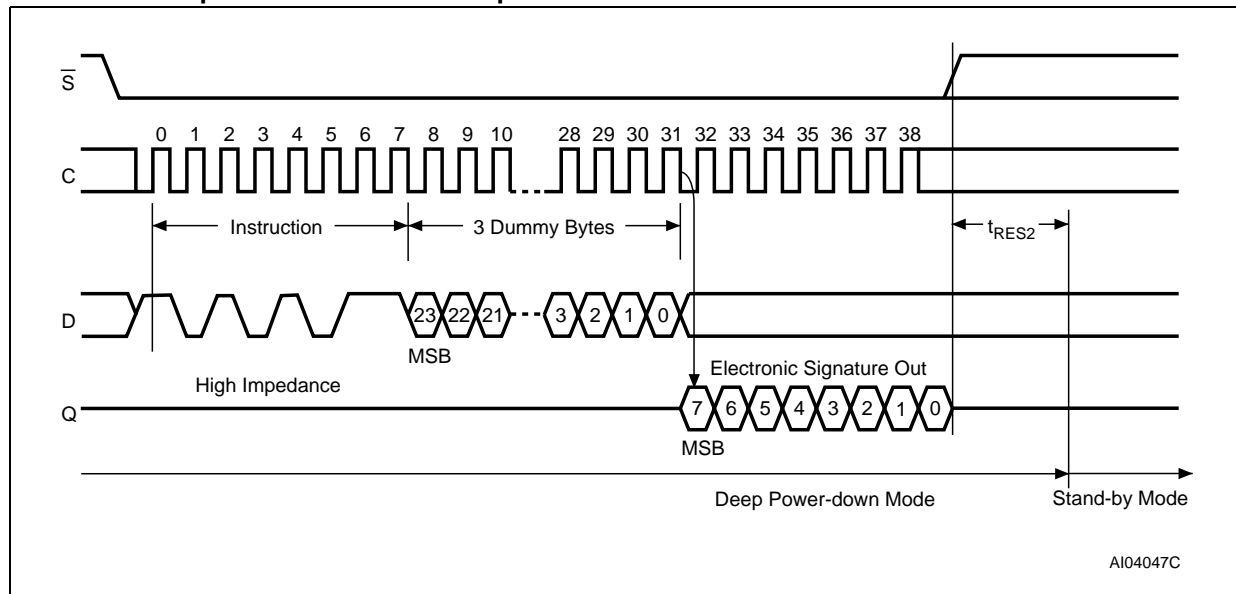 S
0 1 2 3 4 5 6 7 8 9 10 28 29 30 31 32 33 34 35 36 37 38
C
Instruction 3 Dummy Bytes tRES2
D 23 22 21 3 2 1 0
MSB
High Impedance Electronic Signature Out
Q 7 6 5 4 3 2 1 0
MSB
Deep Power-down Mode Stand-by Mode
AI04047C